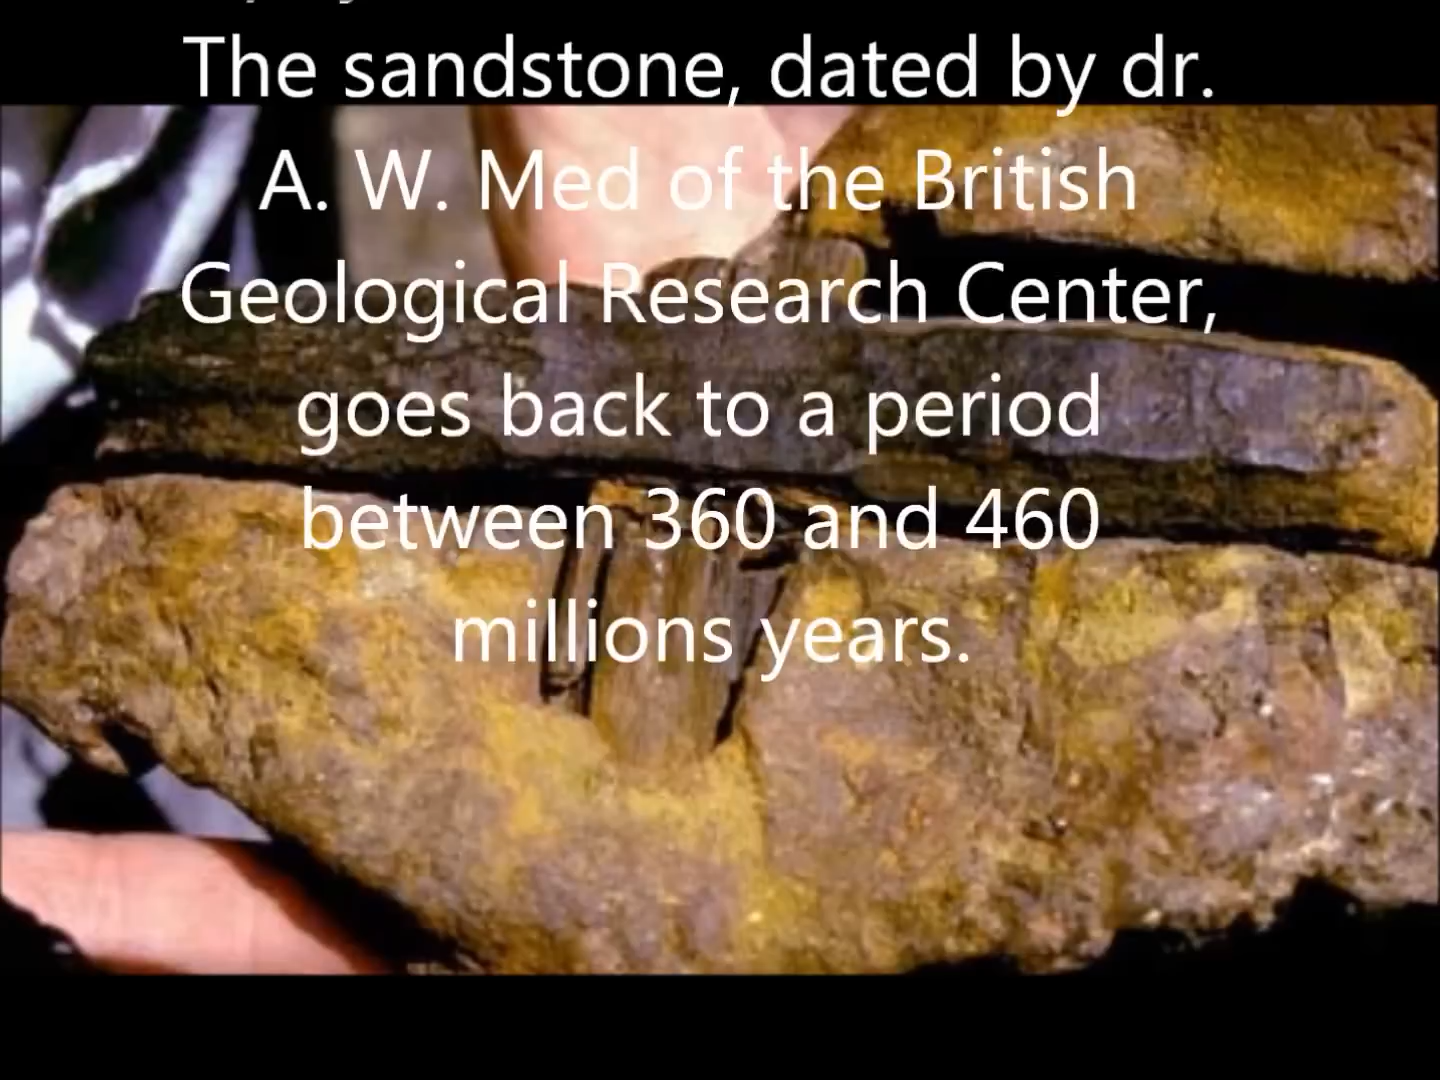 The sandstone, dated by dr.
A. W. Med of the British
Geological Research Center,
goes back to a period
between 360 and 460
millions years.